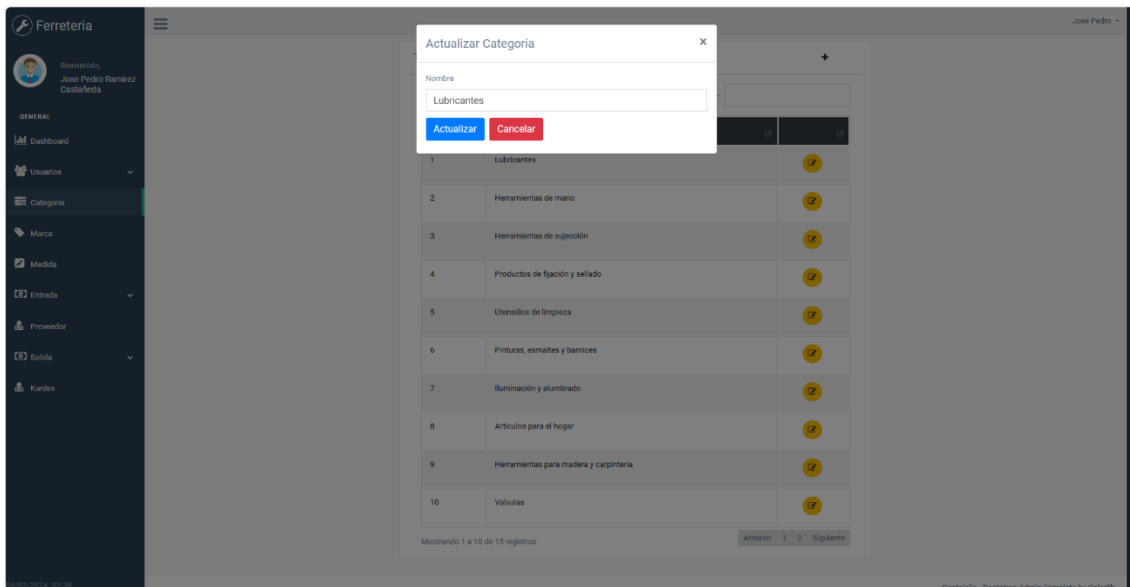 Ferreteria
Jose Pedro
Bienvenido,
Jose Pedro Ramirez
Castañeda
GENERAL
Dashboard
Usuarios
Categoria
Marca
Medida
Entrada
Proveedor
Salida
Kardex
Actualizar Categoria ×
Nombre
Lubricantes
Actualizar Cancelar
1 Lubricantes
2 Herramientas de mano
3 Herramientas de sujección
4 Productos de fijación y sellado
5 Utensilios de limpieza
6 Pinturas, esmaltes y barnices
7 Iluminación y alumbrado
8 Artículos para el hogar
9 Herramientas para madera y carpintería
10 Valvulas
Mostrando 1 a 10 de 15 registros
Anterior 1 2 Siguiente